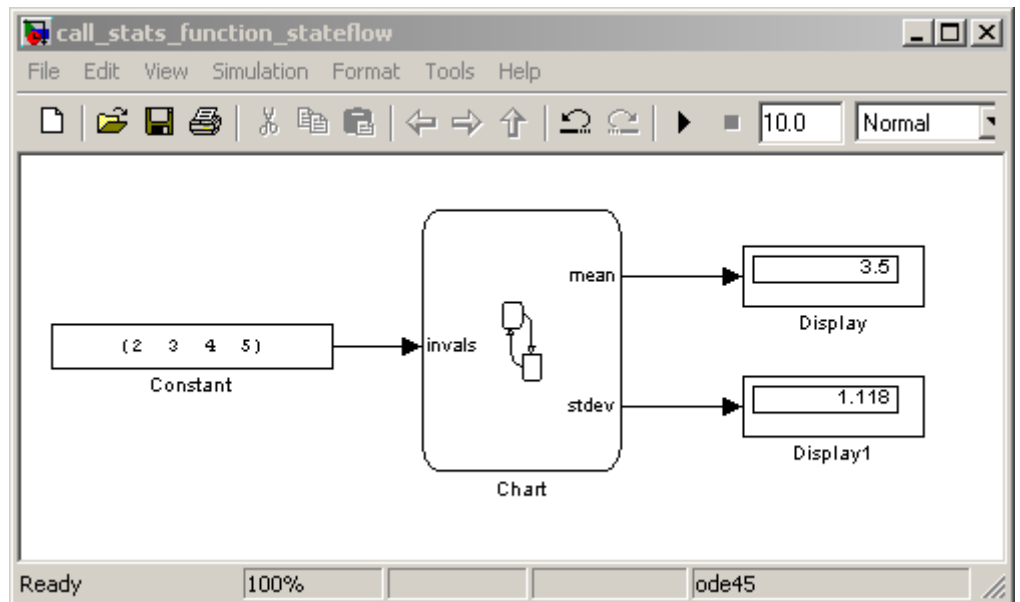 call_stats_function_stateflow
File Edit View Simulation Format Tools Help
10.0 Normal
mean
3.5
Display
(2 3 4 5)
invals
Constant
stdev
1.118
Display1
Chart
Ready 100% ode45